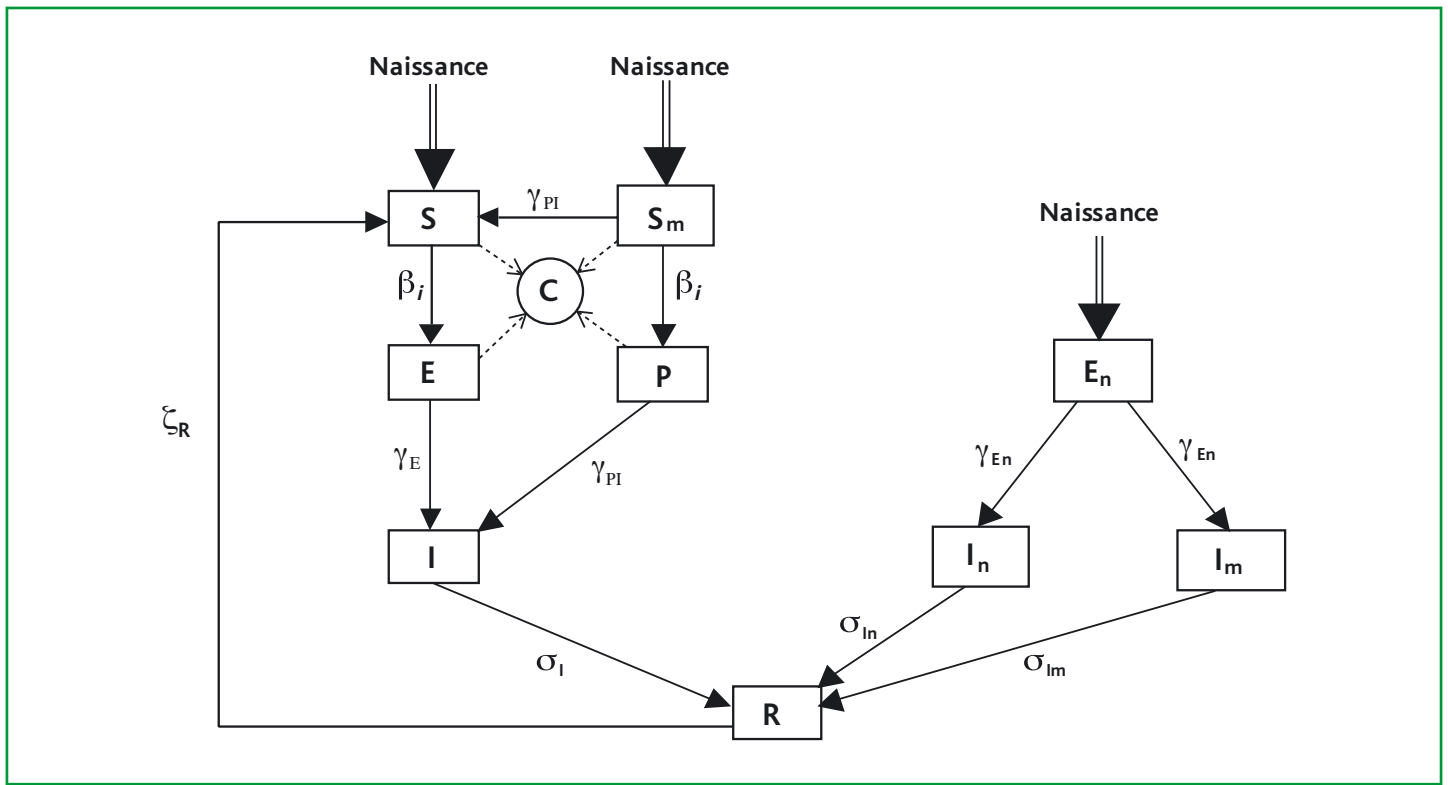 Naissance
Naissance
S
γPI
Sm
Naissance
βi
C
βi
E
P
En
ζR
γE
γPI
γEn
γEn
I
In
Im
σI
σIn
σIm
R